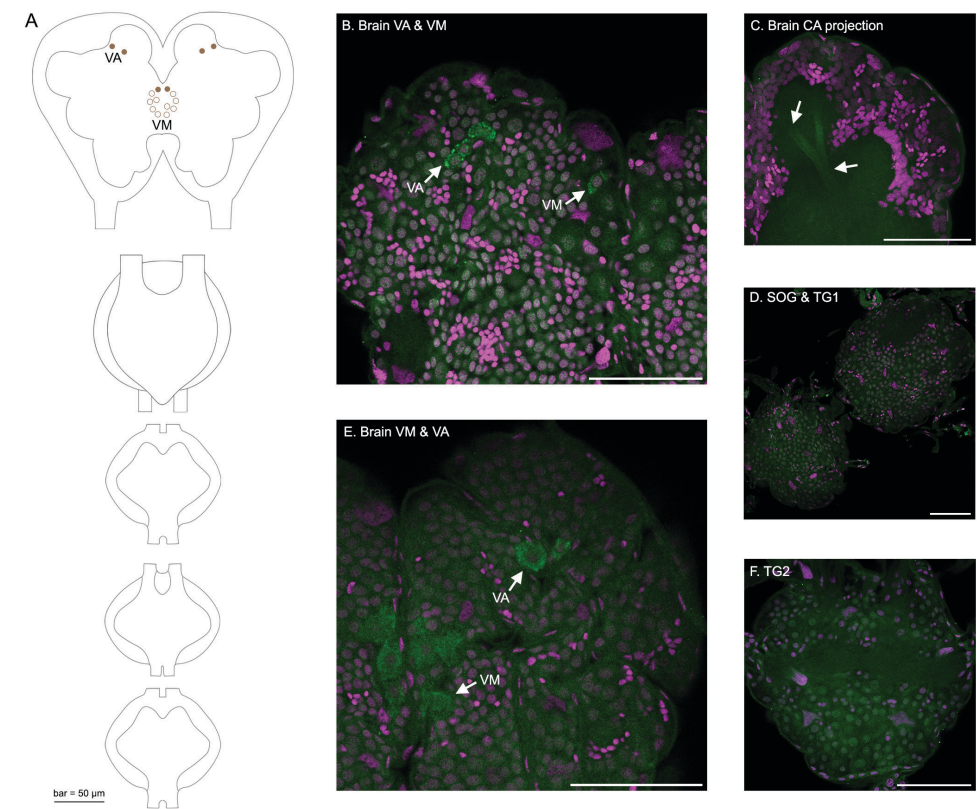 A
VA
VM
bar = 50 µm
B. Brain VA & VM
VA
VM
C. Brain CA projection
D. SOG & TG1
E. Brain VM & VA
VA
VM
F. TG2